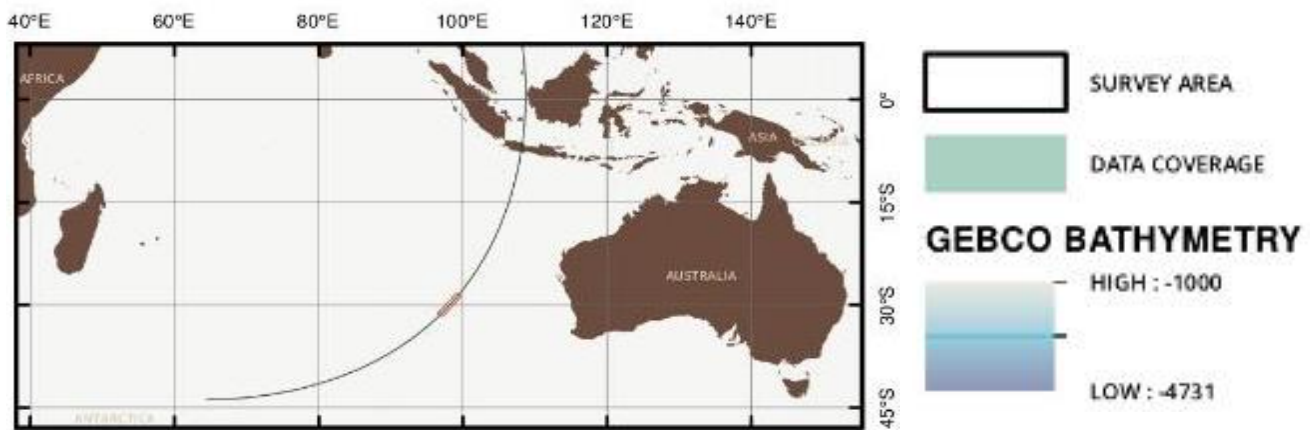 40°E 60°E 80°E 100°E 120°E 140°E
AFRICA
0°
ASIA
15°S
AUSTRALIA
30°S
45°S
ANTARCTICA
SURVEY AREA
DATA COVERAGE
GEBCO BATHYMETRY
HIGH : -1000
LOW : -4731